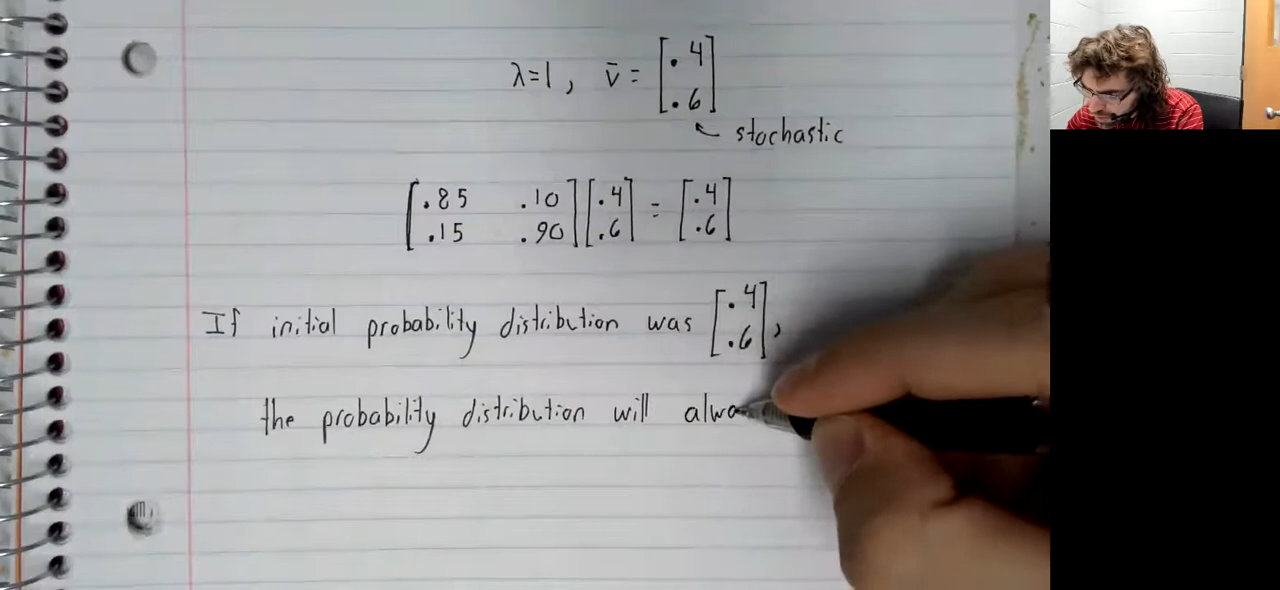 λ=1, v̄ = [.4 .6]
↖ stochastic
[.85 .10 .15 .90] [.4 .6] = [.4 .6]
If initial probability distribution was [.4 .6],
the probability distribution will alwa